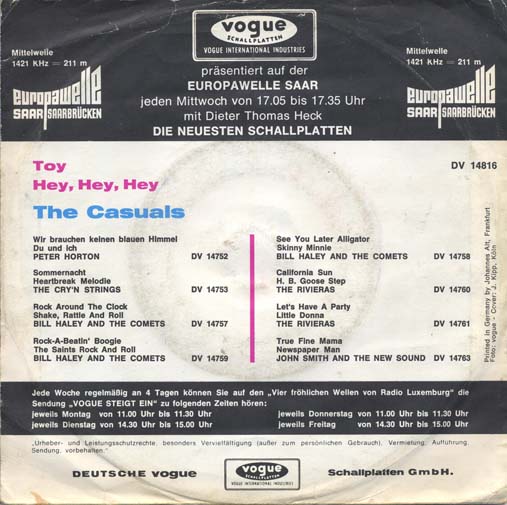 vogue
SCHALLPLATTEN
VOGUE INTERNATIONAL INDUSTRIES
Mittelwelle
1421 KHz = 211 m
europawelle
SAAR SAARBRÜCKEN
präsentiert auf der
EUROPAWELLE SAAR
jeden Mittwoch von 17.05 bis 17.35 Uhr
mit Dieter Thomas Heck
DIE NEUESTEN SCHALLPLATTEN
Mittelwelle
1421 KHz = 211 m
europawelle
SAAR SAARBRÜCKEN
Toy
Hey, Hey, Hey
The Casuals
DV 14816
Wir brauchen keinen blauen Himmel
Du und ich
PETER HORTON DV 14752
Sommernacht
Heartbreak Melodie
THE CRY'N STRINGS DV 14753
Rock Around The Clock
Shake, Rattle And Roll
BILL HALEY AND THE COMETS DV 14757
Rock-A-Beatin' Boogie
The Saints Rock And Roll
BILL HALEY AND THE COMETS DV 14759
See You Later Alligator
Skinny Minnie
BILL HALEY AND THE COMETS DV 14758
California Sun
H. B. Goose Step
THE RIVIERAS DV 14760
Let's Have A Party
Little Donna
THE RIVIERAS DV 14761
True Fine Mama
Newspaper Man
JOHN SMITH AND THE NEW SOUND DV 14763
Printed in Germany by Johannes Alt, Frankfurt
Foto: vogue - Cover: J. Kipp, Köln
Jede Woche regelmäßig an 4 Tagen können Sie auf den „Vier fröhlichen Wellen von Radio Luxemburg" die
Sendung „VOGUE STEIGT EIN" zu folgenden Zeiten hören:
jeweils Montag von 11.00 Uhr bis 11.30 Uhr
jeweils Dienstag von 14.30 Uhr bis 15.00 Uhr
jeweils Donnerstag von 11.00 Uhr bis 11.30 Uhr
jeweils Freitag von 14.30 Uhr bis 15.00 Uhr
„Urheber- und Leistungsschutzrechte, besonders Vervielfältigung (außer zum persönlichen Gebrauch), Vermietung, Aufführung,
Sendung, vorbehalten."
DEUTSCHE vogue
vogue
SCHALLPLATTEN
VOGUE INTERNATIONAL INDUSTRIES
Schallplatten GmbH.